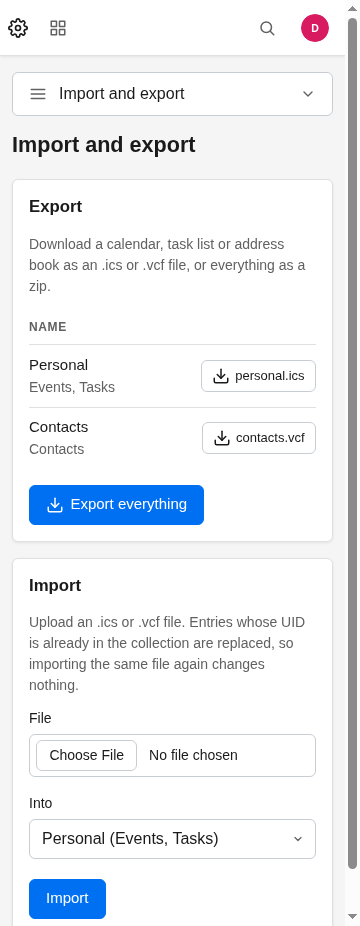 D
Import and export
Import and export
Export
Download a calendar, task list or address
book as an .ics or .vcf file, or everything as a
zip.
NAME
Personal
Events, Tasks
personal.ics
Contacts
Contacts
contacts.vcf
Export everything
Import
Upload an .ics or .vcf file. Entries whose UID
is already in the collection are replaced, so
importing the same file again changes
nothing.
File
Choose File No file chosen
Into
Personal (Events, Tasks)
Import